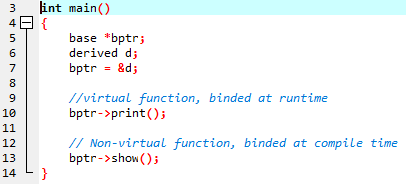 3 int main()
4 {
5 base *bptr;
6 derived d;
7 bptr = &d;
8
9 //virtual function, binded at runtime
10 bptr->print();
11
12 // Non-virtual function, binded at compile time
13 bptr->show();
14 }